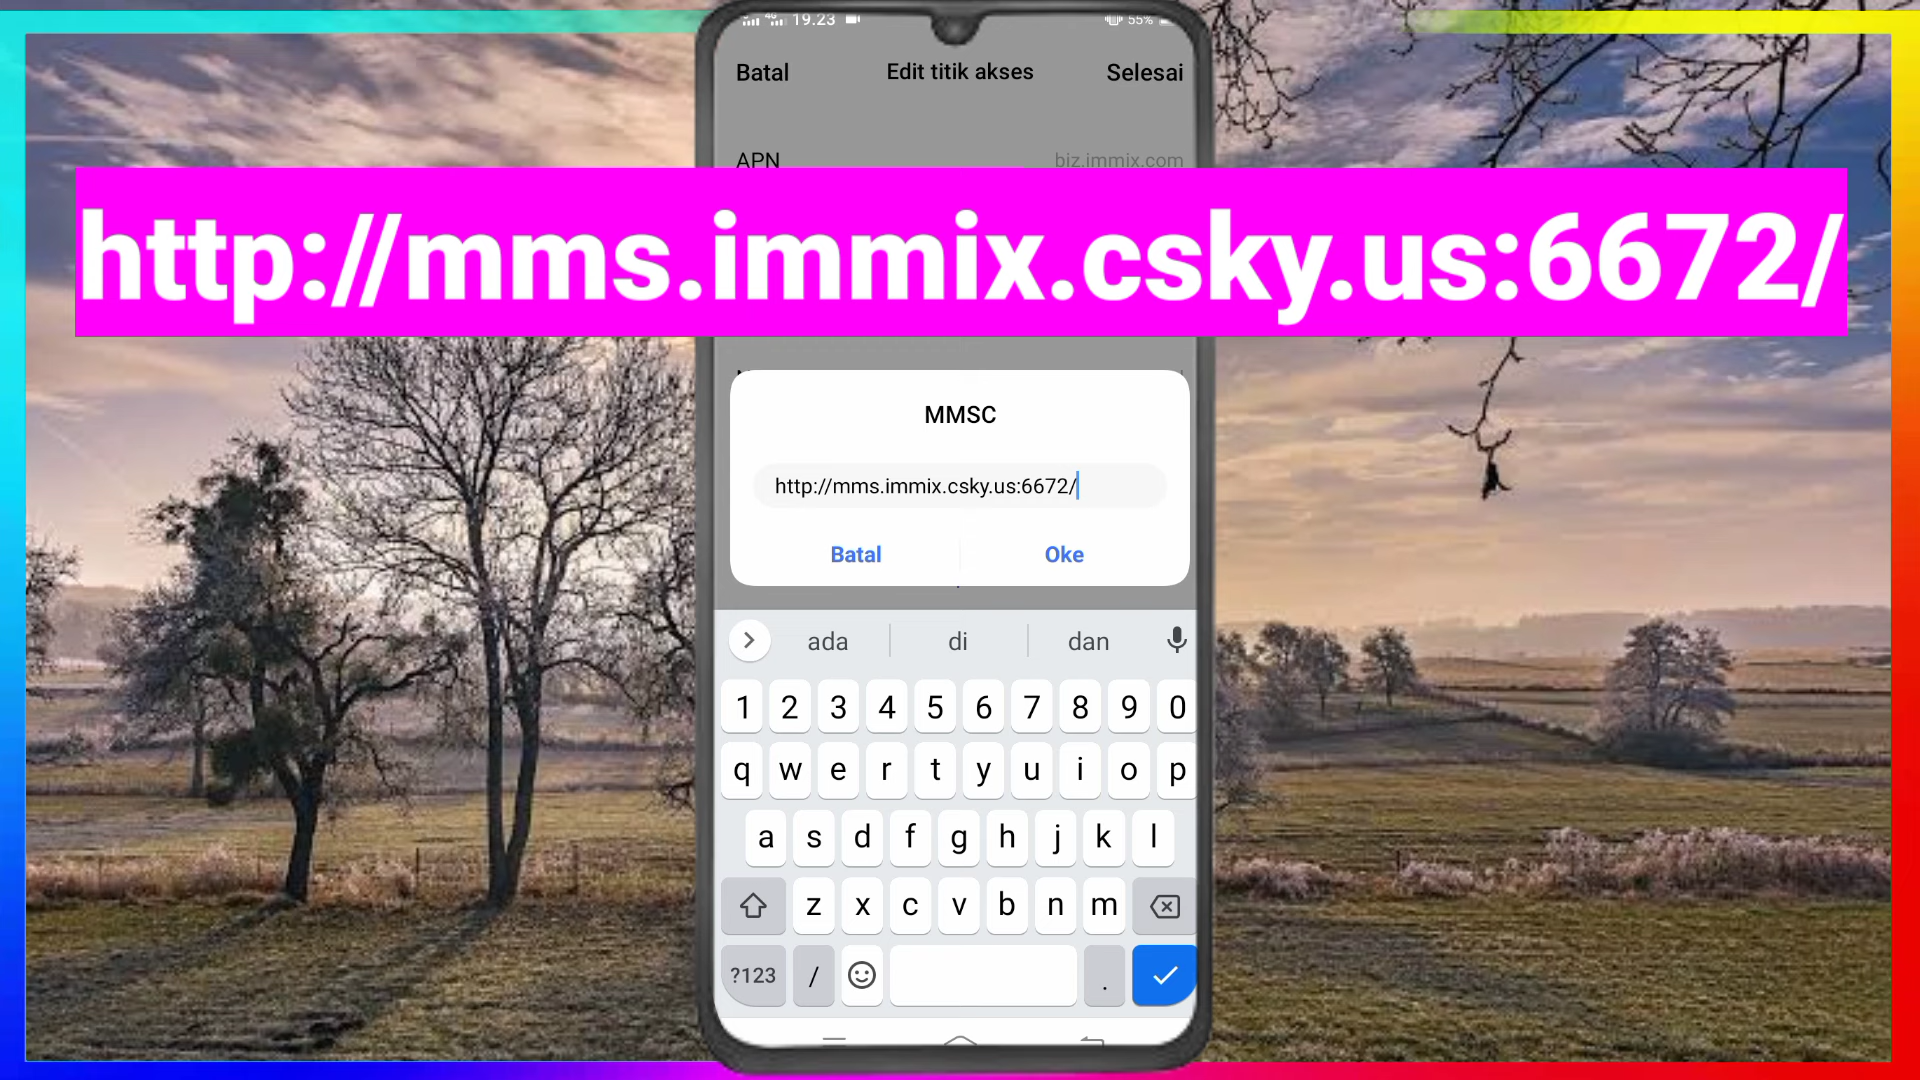 4G 19.23 55%
Batal Edit titik akses Selesai
APN biz.immix.com
http://mms.immix.csky.us:6672/
MMSC
http://mms.immix.csky.us:6672/
Batal Oke
ada di dan
1 2 3 4 5 6 7 8 9 0
q w e r t y u i o p
a s d f g h j k l
z x c v b n m
?123 / .